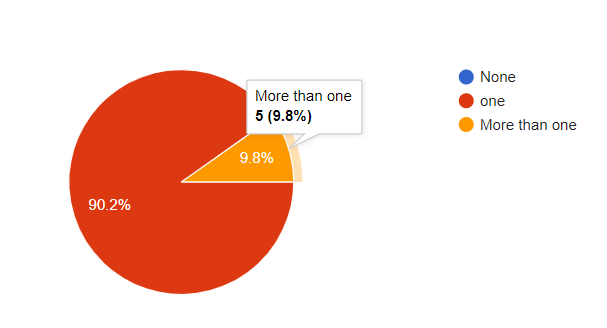 None
one
More than one
More than one
5 (9.8%)
9.8%
90.2%